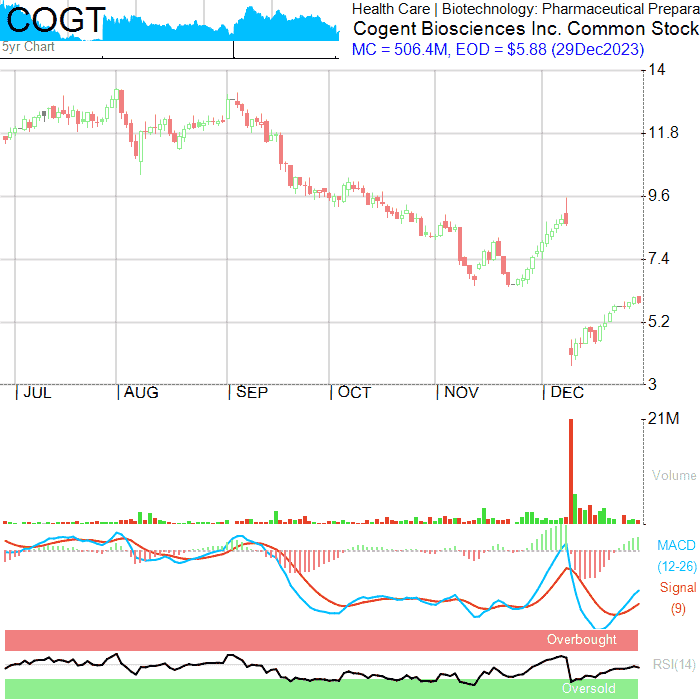 COGT
5yr Chart
Health Care | Biotechnology: Pharmaceutical Prepara
Cogent Biosciences Inc. Common Stock
MC = 506.4M, EOD = $5.88 (29Dec2023)
14
11.8
9.6
7.4
5.2
3
JUL AUG SEP OCT NOV DEC
21M
Volume
MACD
(12-26)
Signal
(9)
Overbought
RSI(14)
Oversold